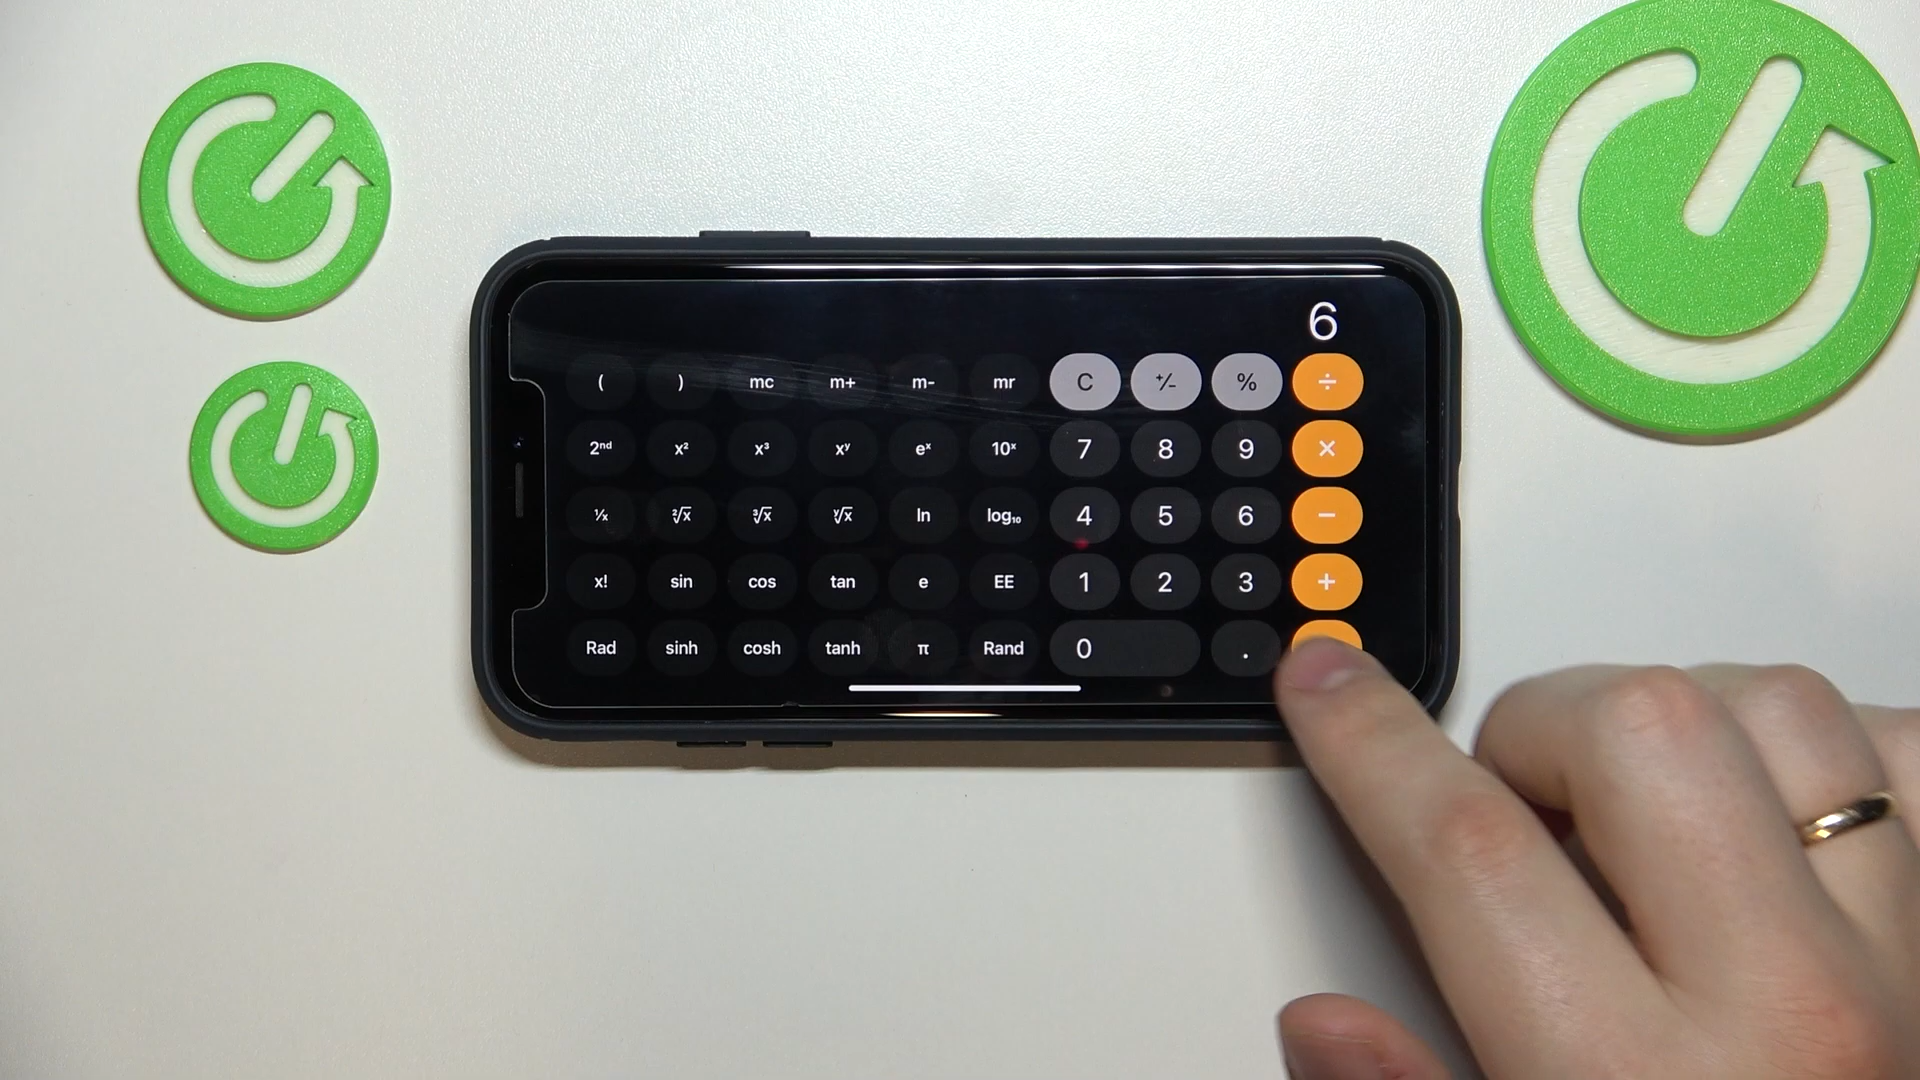 6
( ) mc m+ m- mr C +/- % ÷
2ⁿᵈ x² x³ xʸ eˣ 10ˣ 7 8 9 ×
¹/x ²√x ³√x ʸ√x ln log₁₀ 4 5 6 −
x! sin cos tan e EE 1 2 3 +
Rad sinh cosh tanh π Rand 0 .